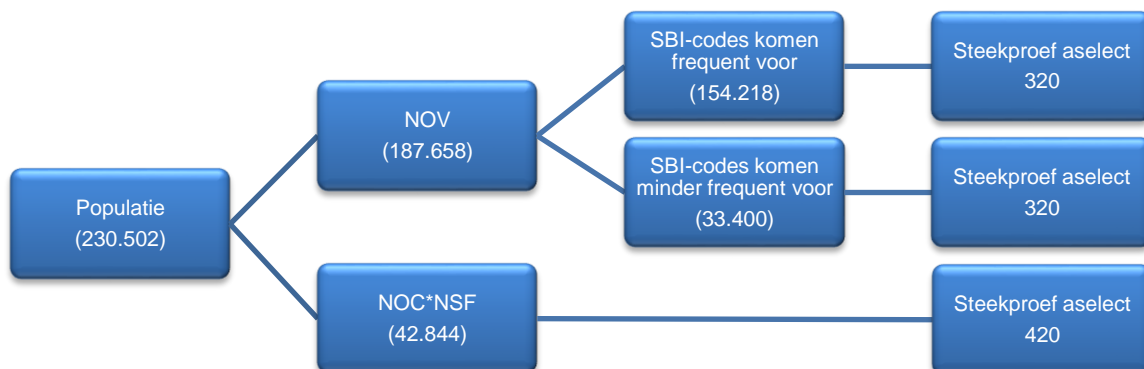 Populatie
(230.502)
NOV
(187.658)
NOC*NSF
(42.844)
SBI-codes komen
frequent voor
(154.218)
SBI-codes komen
minder frequent voor
(33.400)
Steekproef aselect
320
Steekproef aselect
320
Steekproef aselect
420